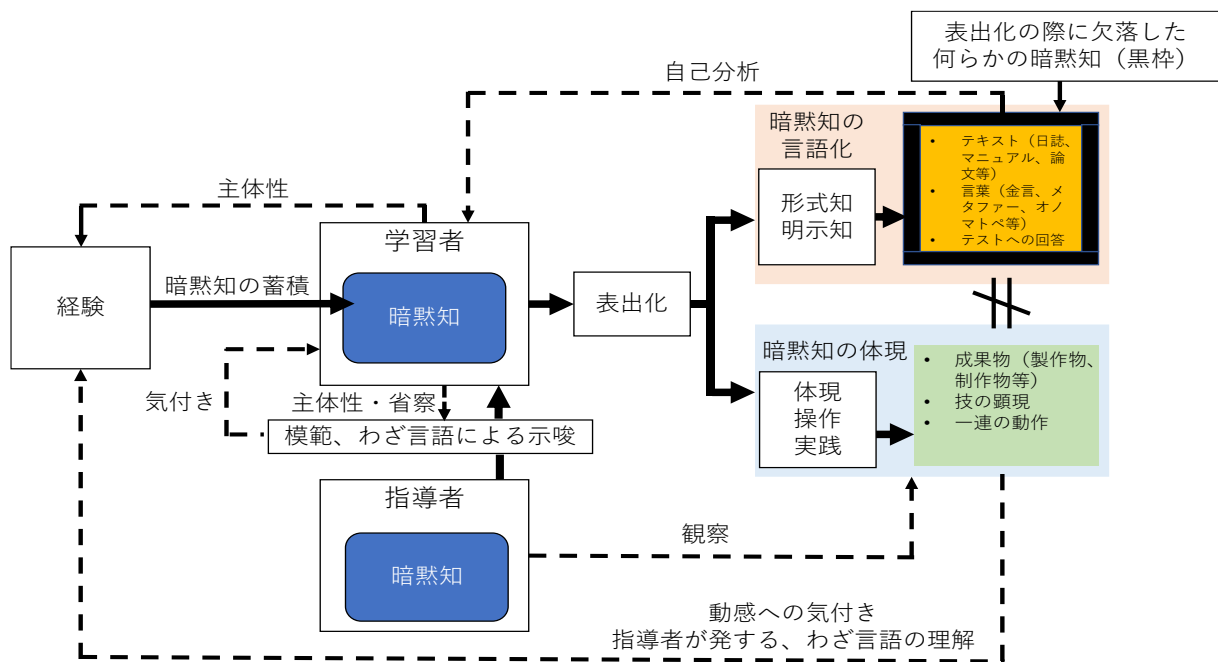 表出化の際に欠落した
何らかの暗黙知（黒枠）
自己分析
暗黙知の
言語化
• テキスト（日誌、
マニュアル、論
文等）
• 言葉（金言、メ
タファー、オノ
マトペ等）
• テストへの回答
形式知
明示知
主体性
学習者
経験
暗黙知の蓄積
暗黙知
表出化
暗黙知の体現
• 成果物（製作物、
制作物等）
• 技の顕現
• 一連の動作
体現
操作
実践
気付き
主体性・省察
模範、わざ言語による示唆
指導者
暗黙知
観察
動感への気付き
指導者が発する、わざ言語の理解